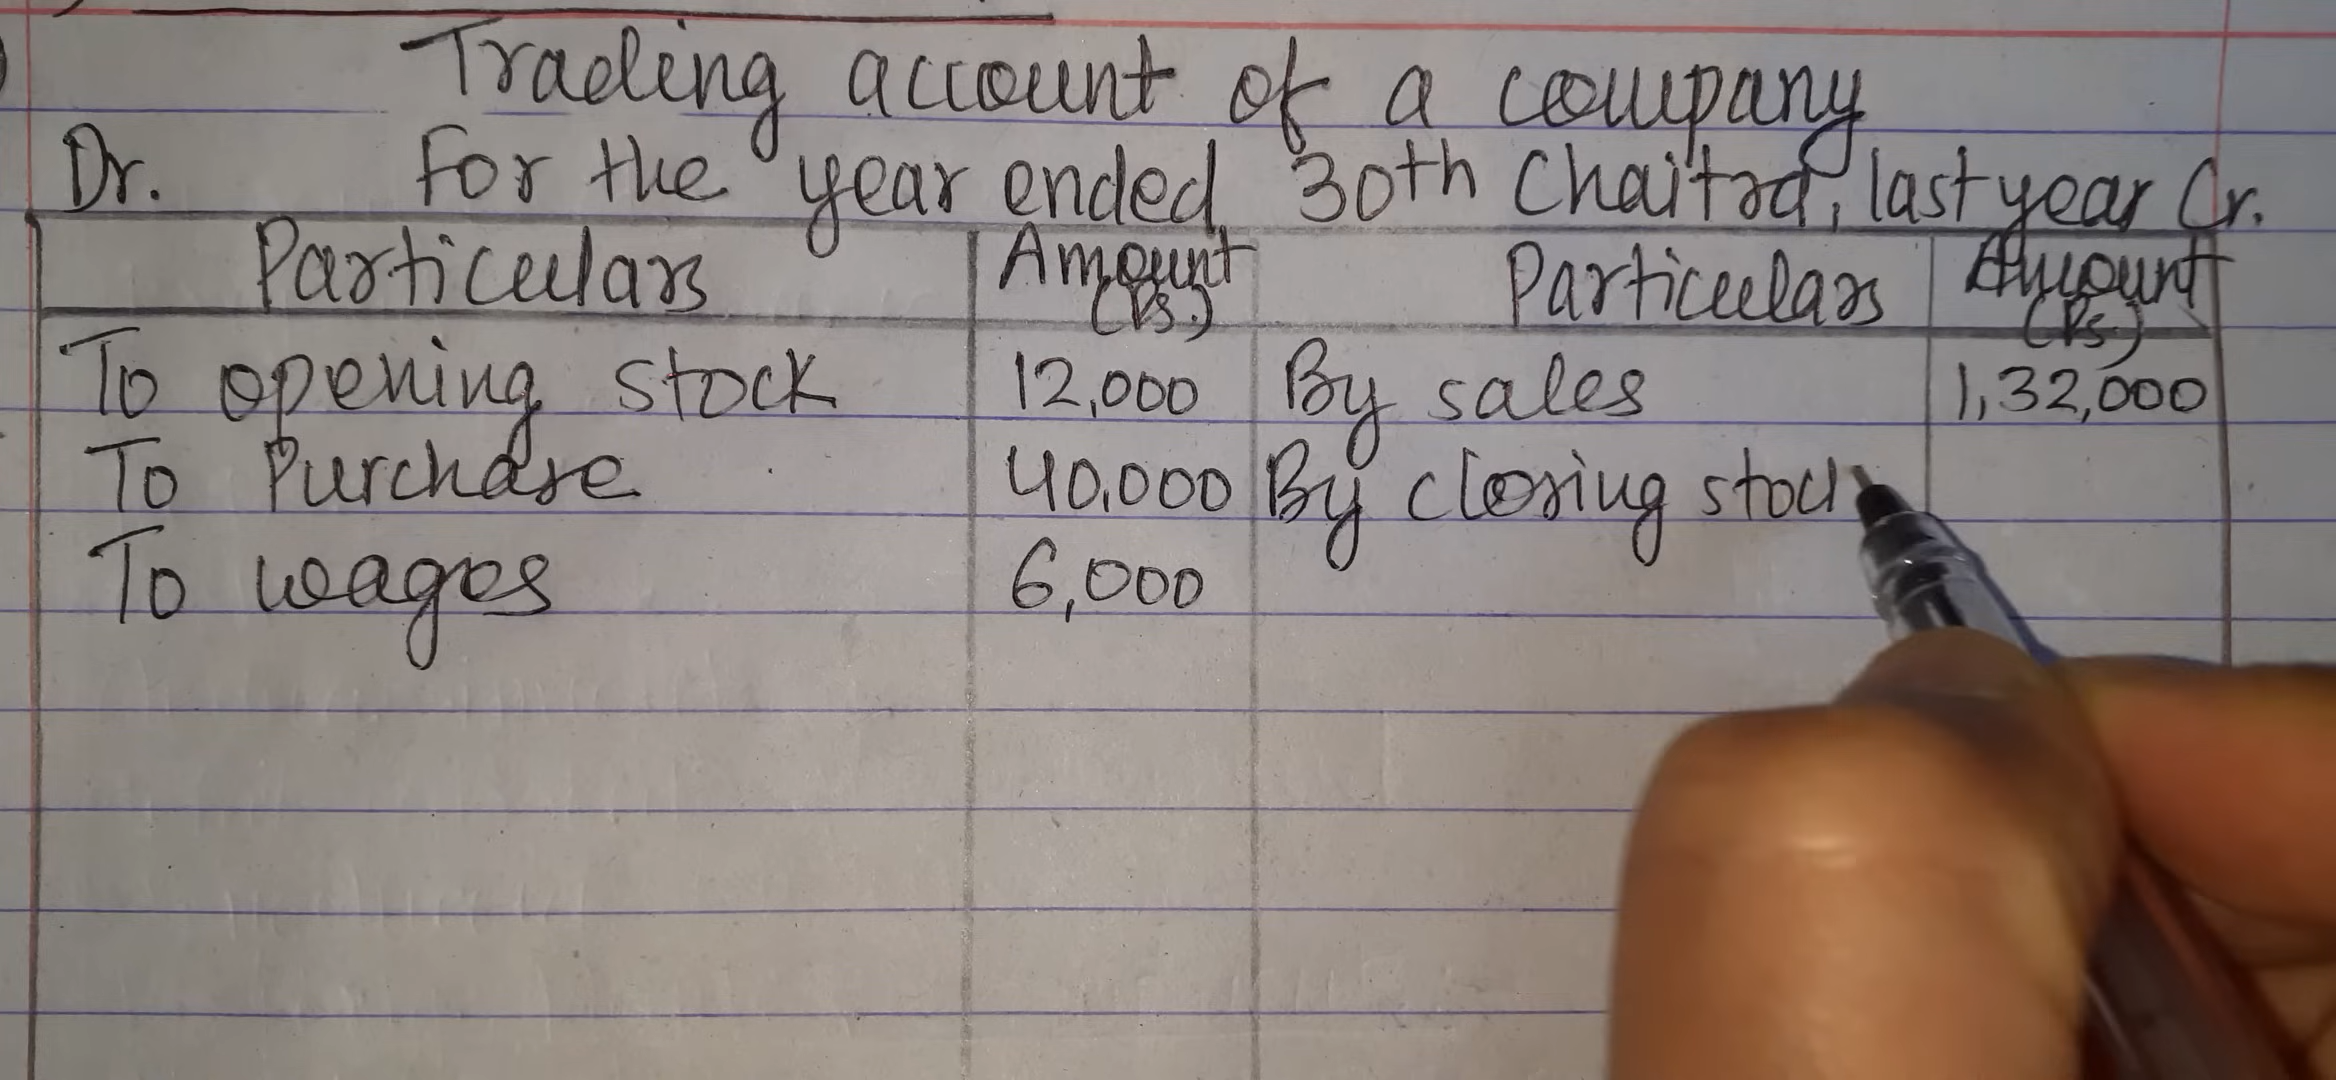 Trading account of a company
Dr. For the year ended 30th Chaitra, last year Cr.
Particulars Amount (Rs.) Particulars Amount (Rs.)
To opening stock 12,000 By sales 1,32,000
To Purchase 40,000 By closing stock
To wages 6,000